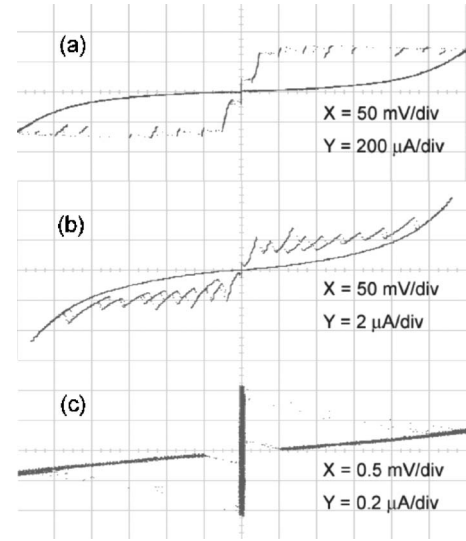 (a)
X = 50 mV/div
Y = 200 μA/div
(b)
X = 50 mV/div
Y = 2 μA/div
(c)
X = 0.5 mV/div
Y = 0.2 μA/div